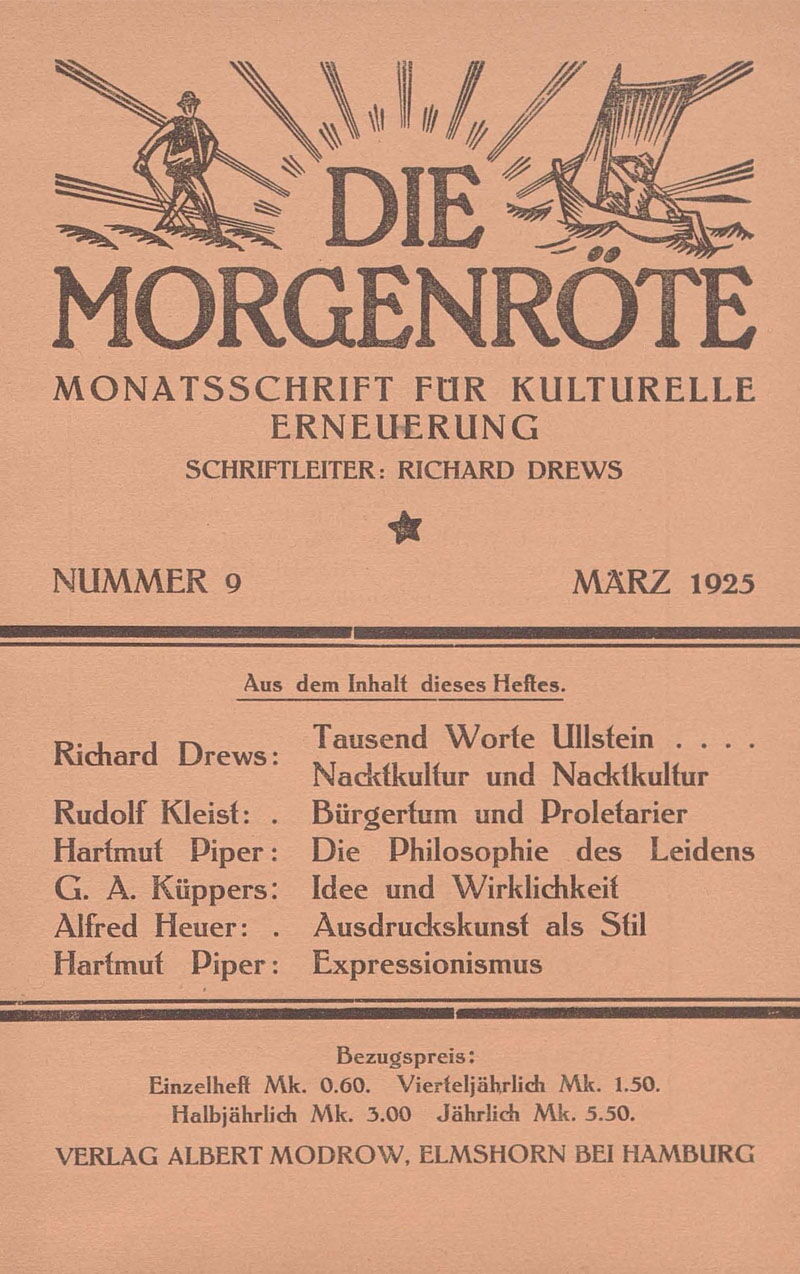 DIE
MORGENRÖTE
MONATSSCHRIFT FÜR KULTURELLE
ERNEUERUNG
SCHRIFTLEITER: RICHARD DREWS
NUMMER 9 MÄRZ 1925
Aus dem Inhalt dieses Heftes.
Richard Drews: Tausend Worte Ullstein . . . .
Nacktkultur und Nacktkultur
Rudolf Kleist: . Bürgertum und Proletarier
Hartmut Piper: Die Philosophie des Leidens
G. A. Küppers: Idee und Wirklichkeit
Alfred Heuer: . Ausdruckskunst als Stil
Hartmut Piper: Expressionismus
Bezugspreis:
Einzelheft Mk. 0.60. Vierteljährlich Mk. 1.50.
Halbjährlich Mk. 3.00 Jährlich Mk. 5.50.
VERLAG ALBERT MODROW, ELMSHORN BEI HAMBURG